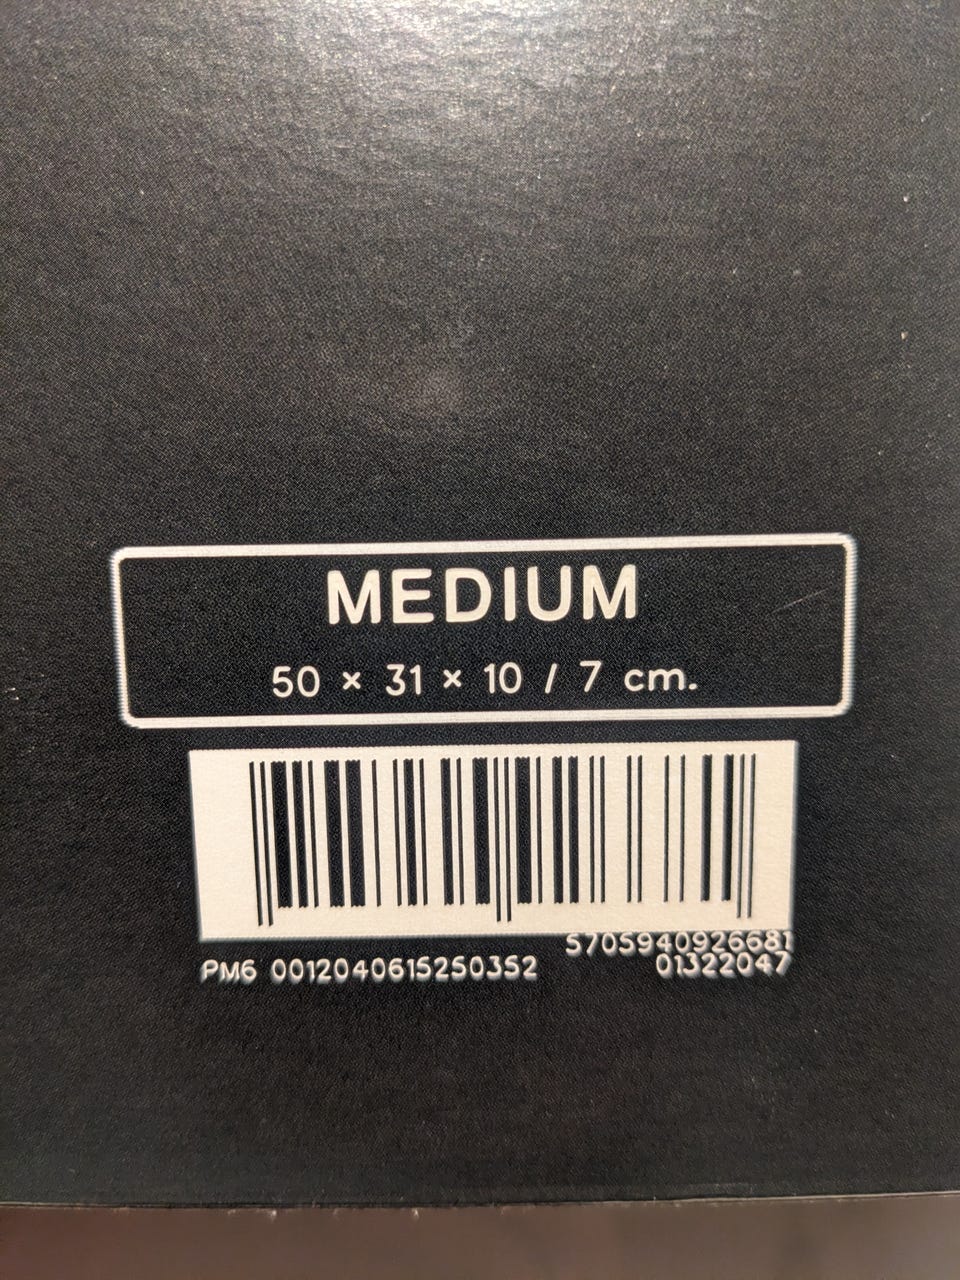 MEDIUM
50 × 31 × 10 / 7 cm.
5705940926681
PM6 0012040615250352
01322047